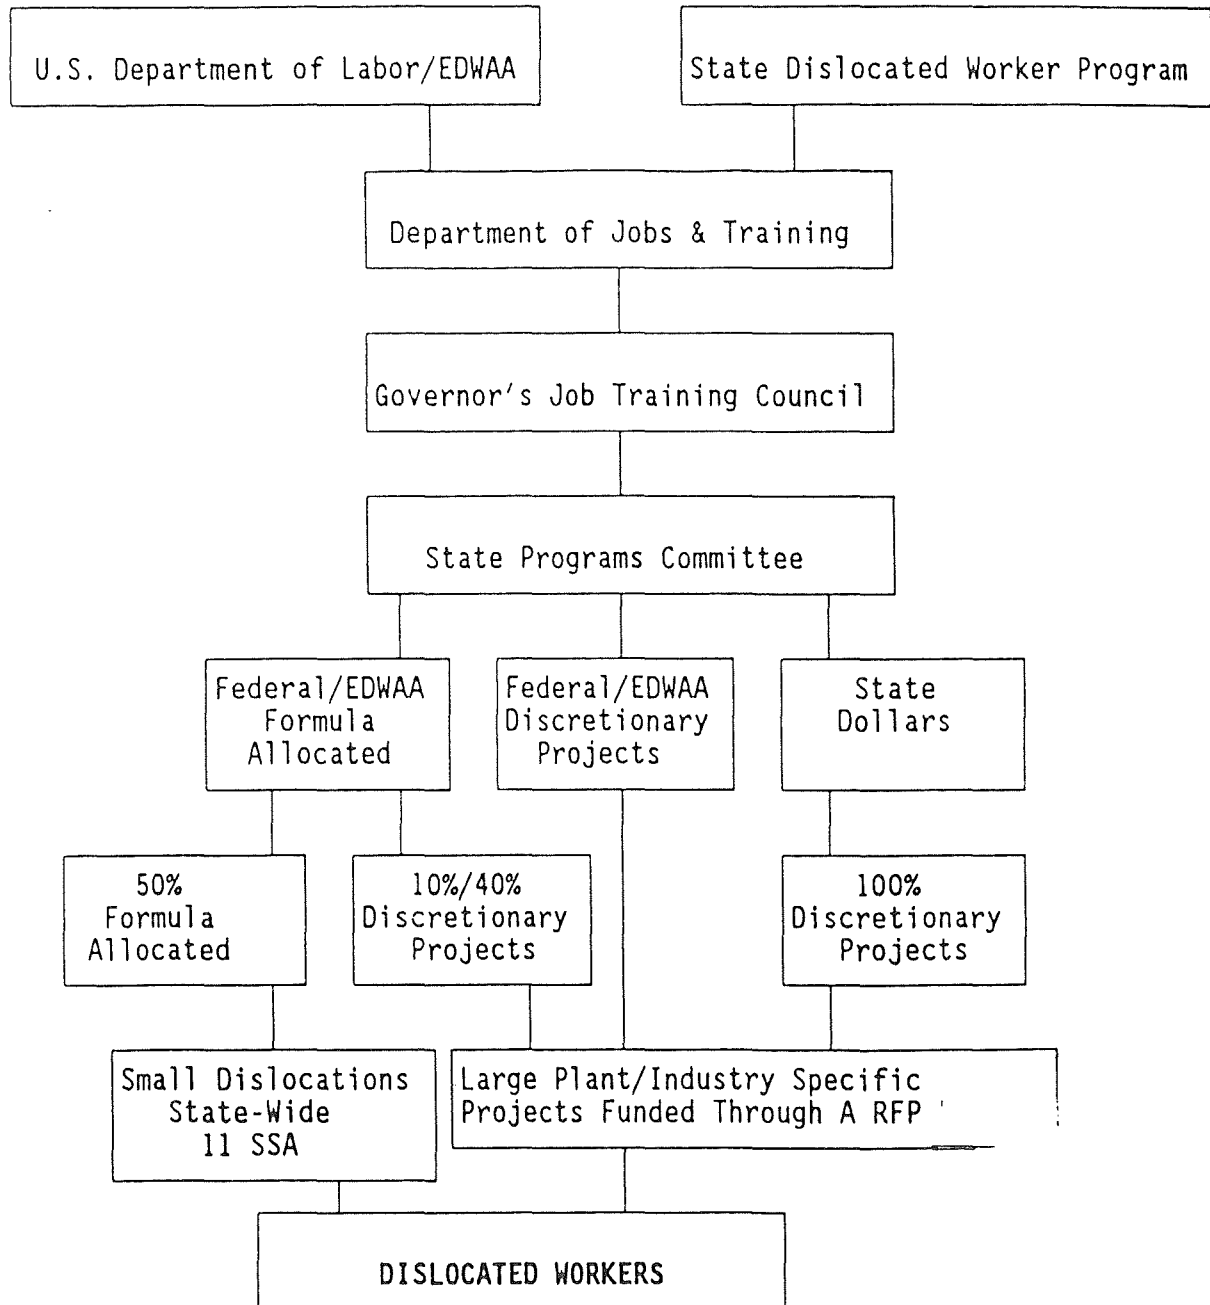 U.S. Department of Labor/EDWAA
State Dislocated Worker Program
Department of Jobs & Training
Governor's Job Training Council
State Programs Committee
Federal/EDWAA
Formula
Allocated
Federal/EDWAA
Discretionary
Projects
State
Dollars
50%
Formula
Allocated
10%/40%
Discretionary
Projects
100%
Discretionary
Projects
Small Dislocations
State-Wide
11 SSA
Large Plant/Industry Specific
Projects Funded Through A RFP
DISLOCATED WORKERS